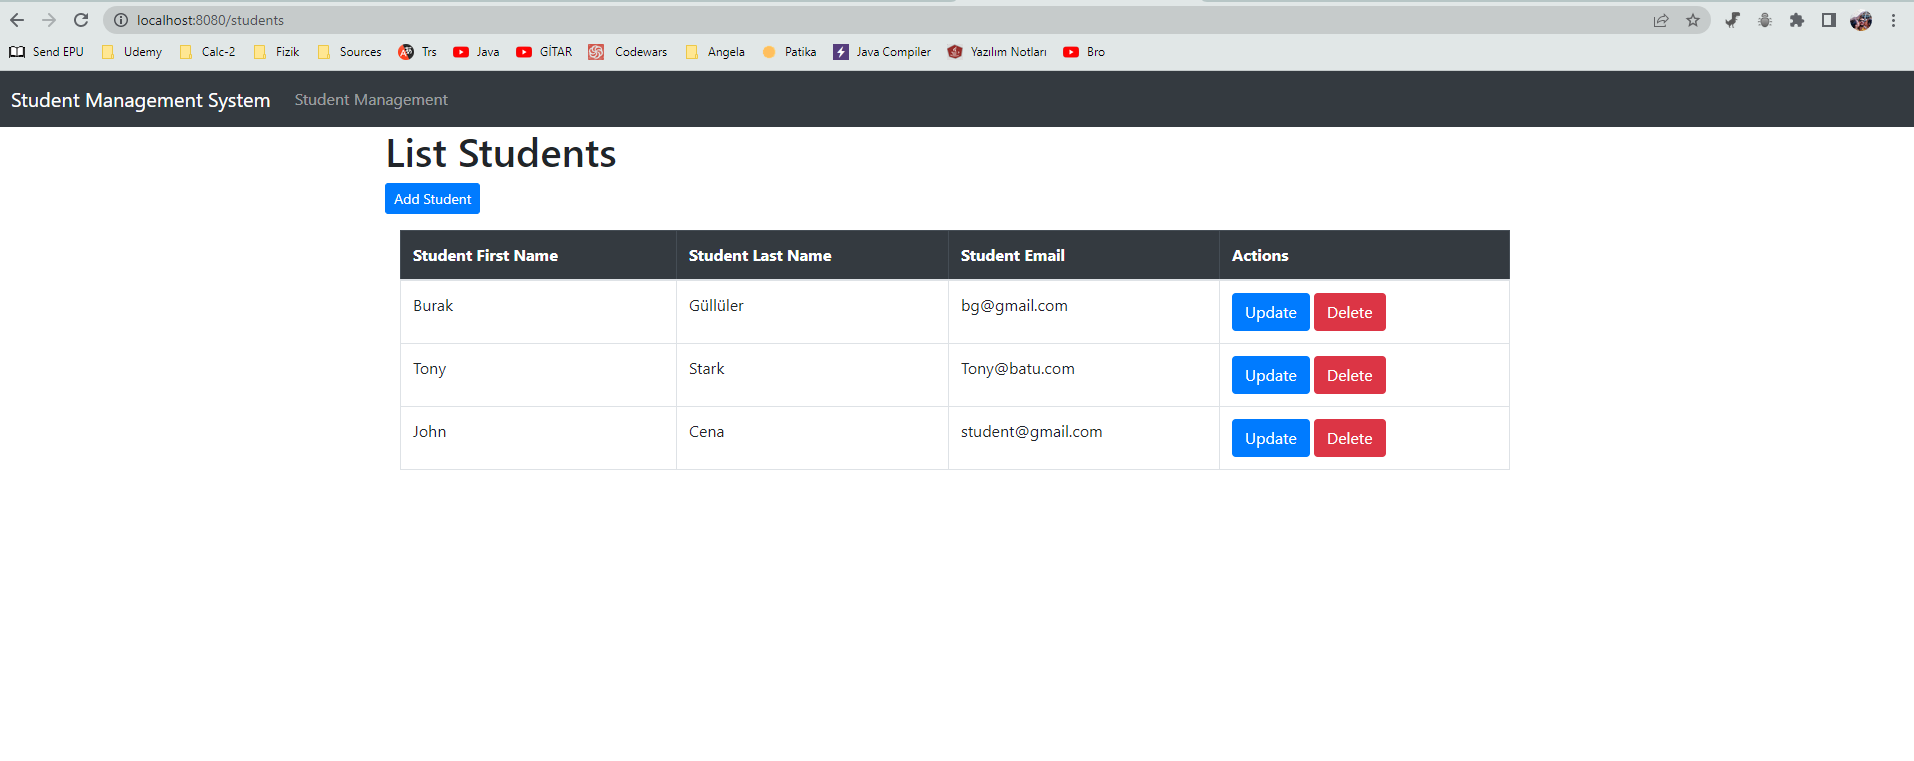 localhost:8080/students
Send EPU Udemy Calc-2 Fizik Sources Trs Java GİTAR Codewars Angela Patika Java Compiler Yazılım Notları Bro
Student Management System Student Management
List Students
Add Student
Student First Name Student Last Name Student Email Actions
Burak Güllüler bg@gmail.com Update Delete
Tony Stark Tony@batu.com Update Delete
John Cena student@gmail.com Update Delete